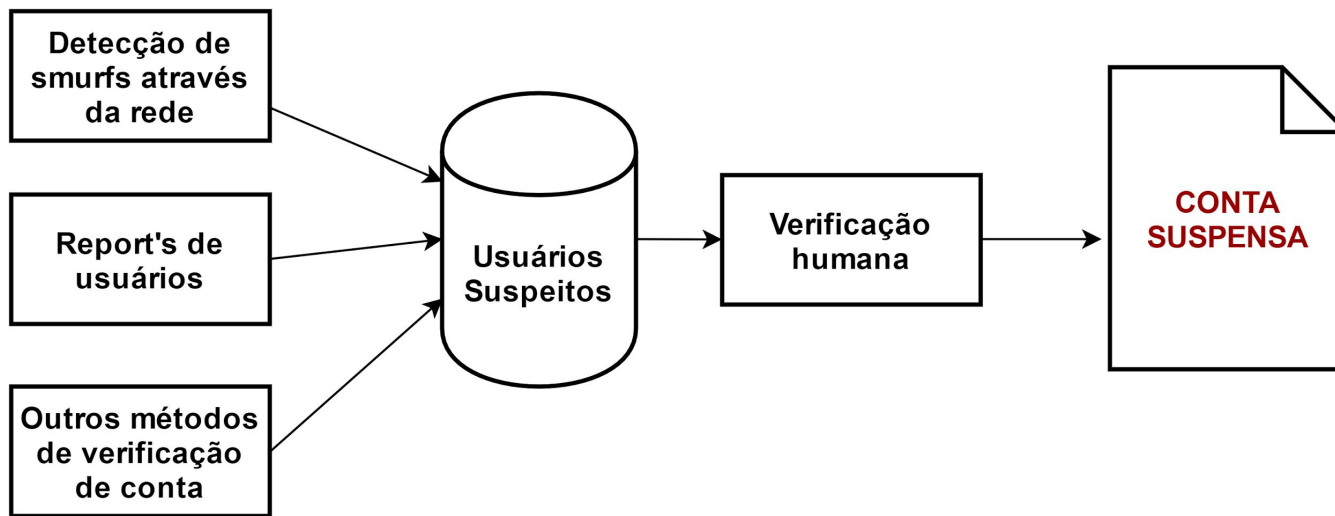 Detecção de
smurfs através
da rede
Report's de
usuários
Outros métodos
de verificação
de conta
Usuários
Suspeitos
Verificação
humana
CONTA
SUSPENSA